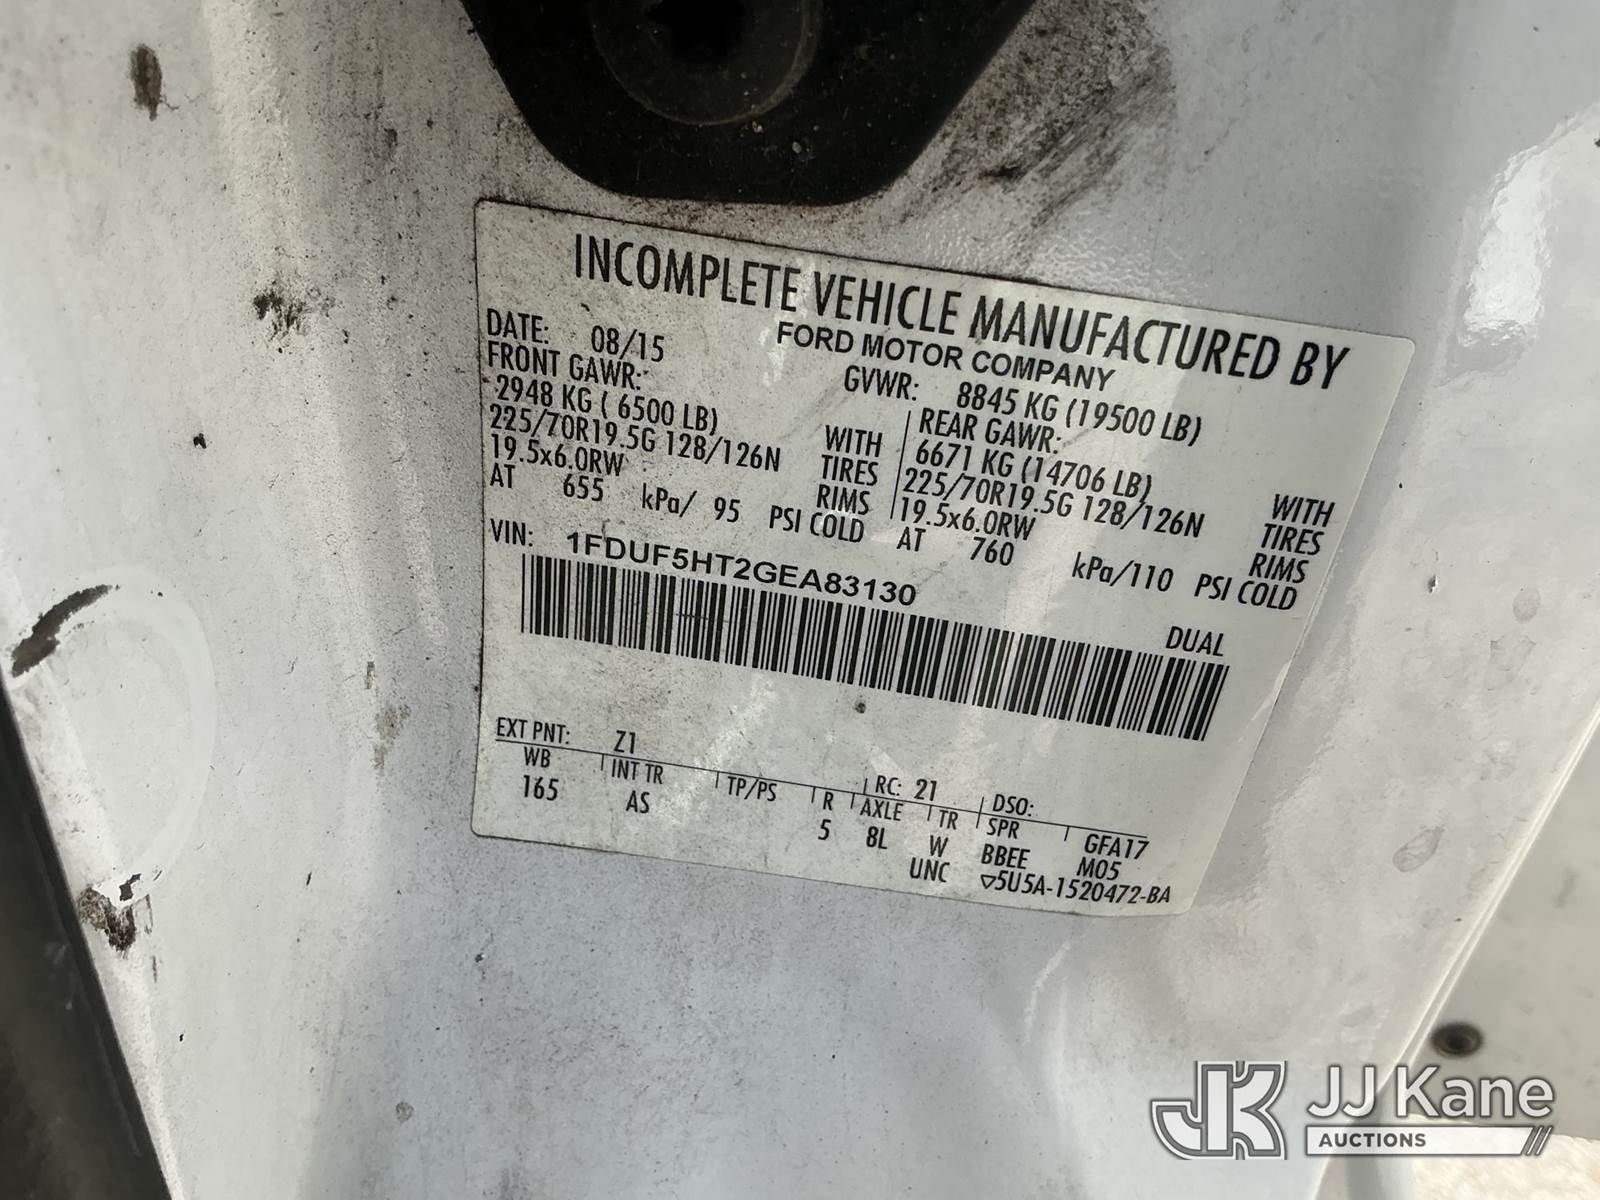 INCOMPLETE VEHICLE MANUFACTURED BY
FORD MOTOR COMPANY
DATE: 08/15 GVWR: 8845 KG (19500 LB)
FRONT GAWR: REAR GAWR:
2948 KG ( 6500 LB) WITH 6671 KG (14706 LB) WITH
225/70R19.5G 128/126N TIRES 225/70R19.5G 128/126N TIRES
19.5x6.0RW RIMS 19.5x6.0RW RIMS
AT 655 kPa/ 95 PSI COLD AT 760 kPa/110 PSI COLD
VIN: 1FDUF5HT2GEA83130
DUAL
EXT PNT: Z1 RC: 21 DSO:
WB INT TR TP/PS R AXLE TR SPR GFA17
165 AS 5 8L W BBEE M05
UNC ▽5U5A-1520472-BA
JK JJ Kane
AUCTIONS